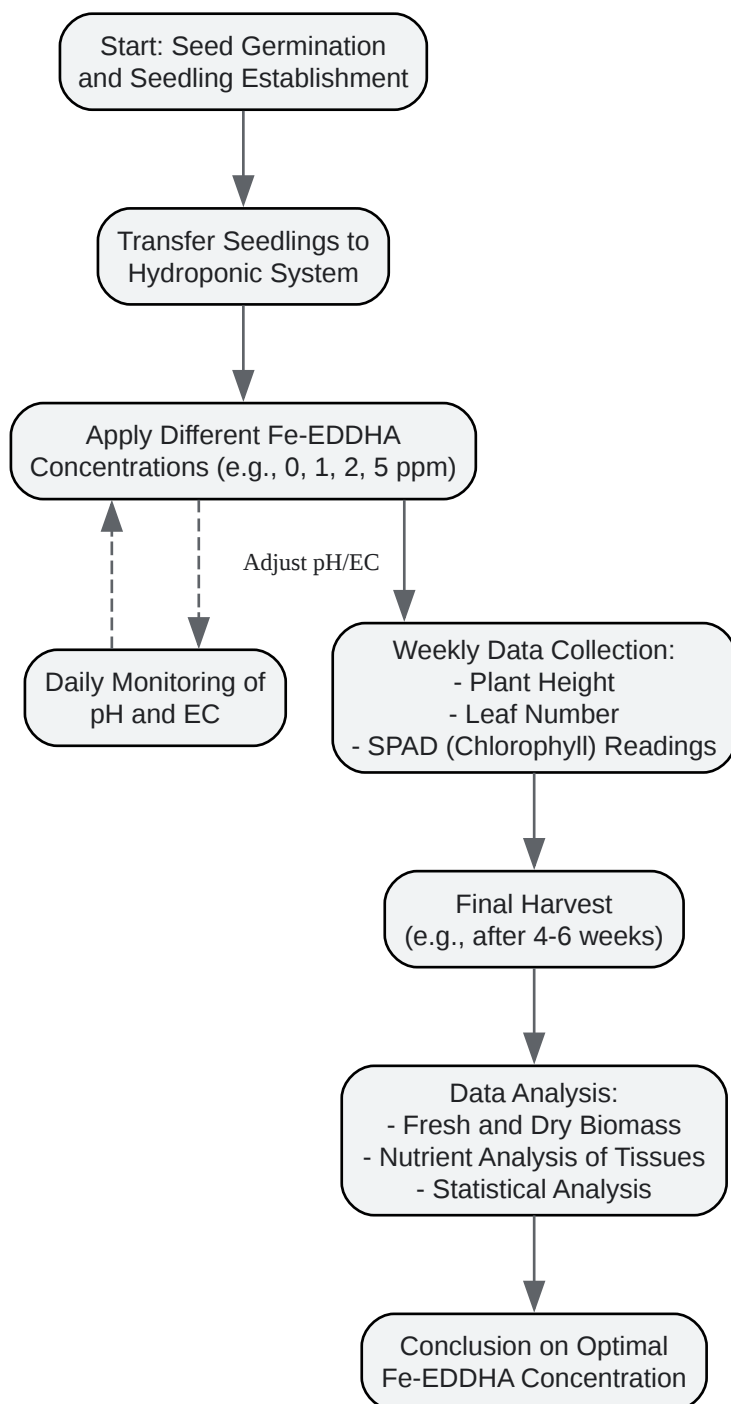 Start: Seed Germination
and Seedling Establishment
Transfer Seedlings to
Hydroponic System
Apply Different Fe-EDDHA
Concentrations (e.g., 0, 1, 2, 5 ppm)
Adjust pH/EC
Daily Monitoring of
pH and EC
Weekly Data Collection:
- Plant Height
- Leaf Number
- SPAD (Chlorophyll) Readings
Final Harvest
(e.g., after 4-6 weeks)
Data Analysis:
- Fresh and Dry Biomass
- Nutrient Analysis of Tissues
- Statistical Analysis
Conclusion on Optimal
Fe-EDDHA Concentration